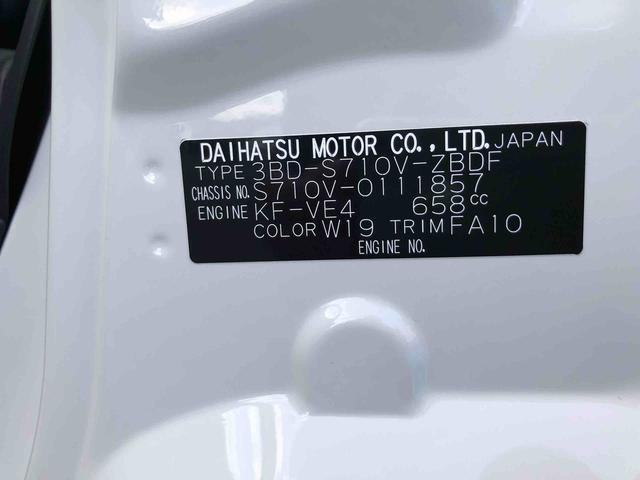 DAIHATSU MOTOR CO.,LTD. JAPAN
TYPE 3BD-S710V-ZBDF
CHASSIS NO. S710V-0111857
ENGINE KF-VE4 658cc
COLOR W19 TRIM FA10
ENGINE NO.